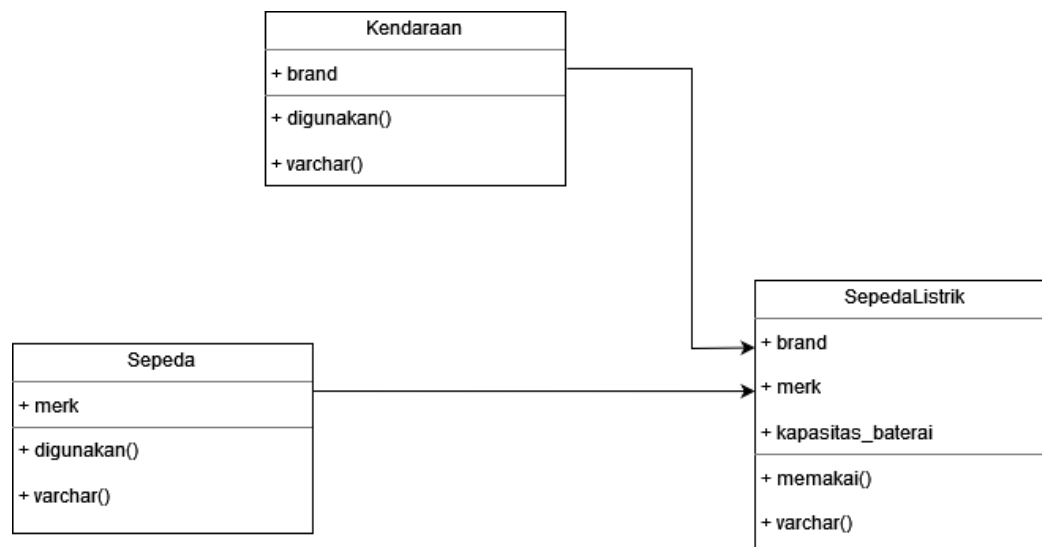 Kendaraan
+ brand
+ digunakan()
+ varchar()
Sepeda
+ merk
+ digunakan()
+ varchar()
SepedaListrik
+ brand
+ merk
+ kapasitas_baterai
+ memakai()
+ varchar()